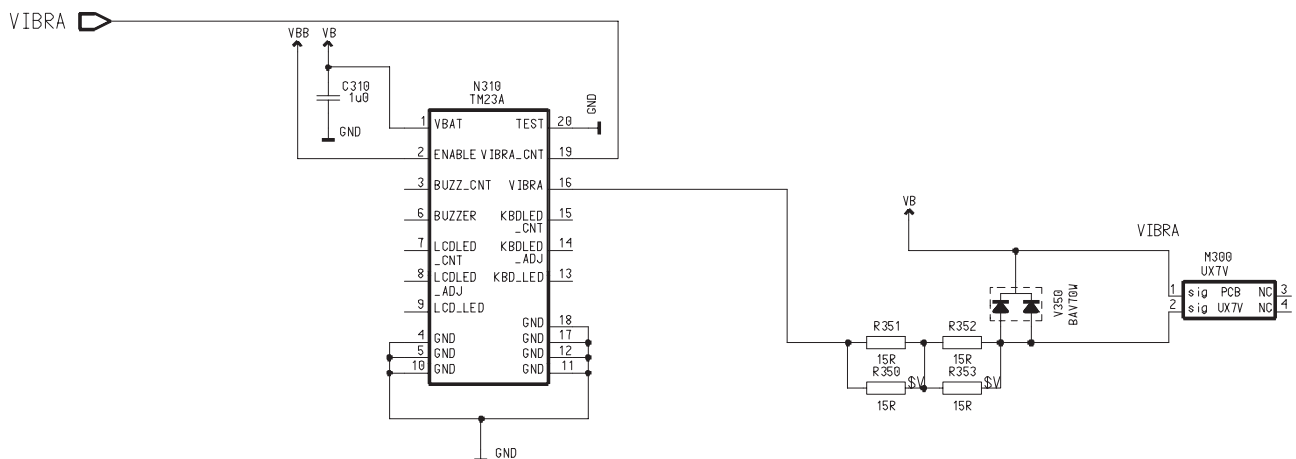 VIBRA
VBB VB
C310
1u0
GND
N310
TM23A
GND
1 VBAT TEST 20
2 ENABLE VIBRA_CNT 19
3 BUZZ_CNT VIBRA 16
6 BUZZER KBDLED 15
_CNT
7 LCDLED KBDLED 14
_CNT _ADJ
8 LCDLED KBD_LED 13
_ADJ
9 LCD_LED
GND 18
4 GND GND 17
5 GND GND 12
10 GND GND 11
GND
VB
VIBRA
M300
UX7V
1 sig PCB NC 3
2 sig UX7V NC 4
V350
BAV70W
R351 R352
15R 15R
R350 $V R353 $V
15R 15R